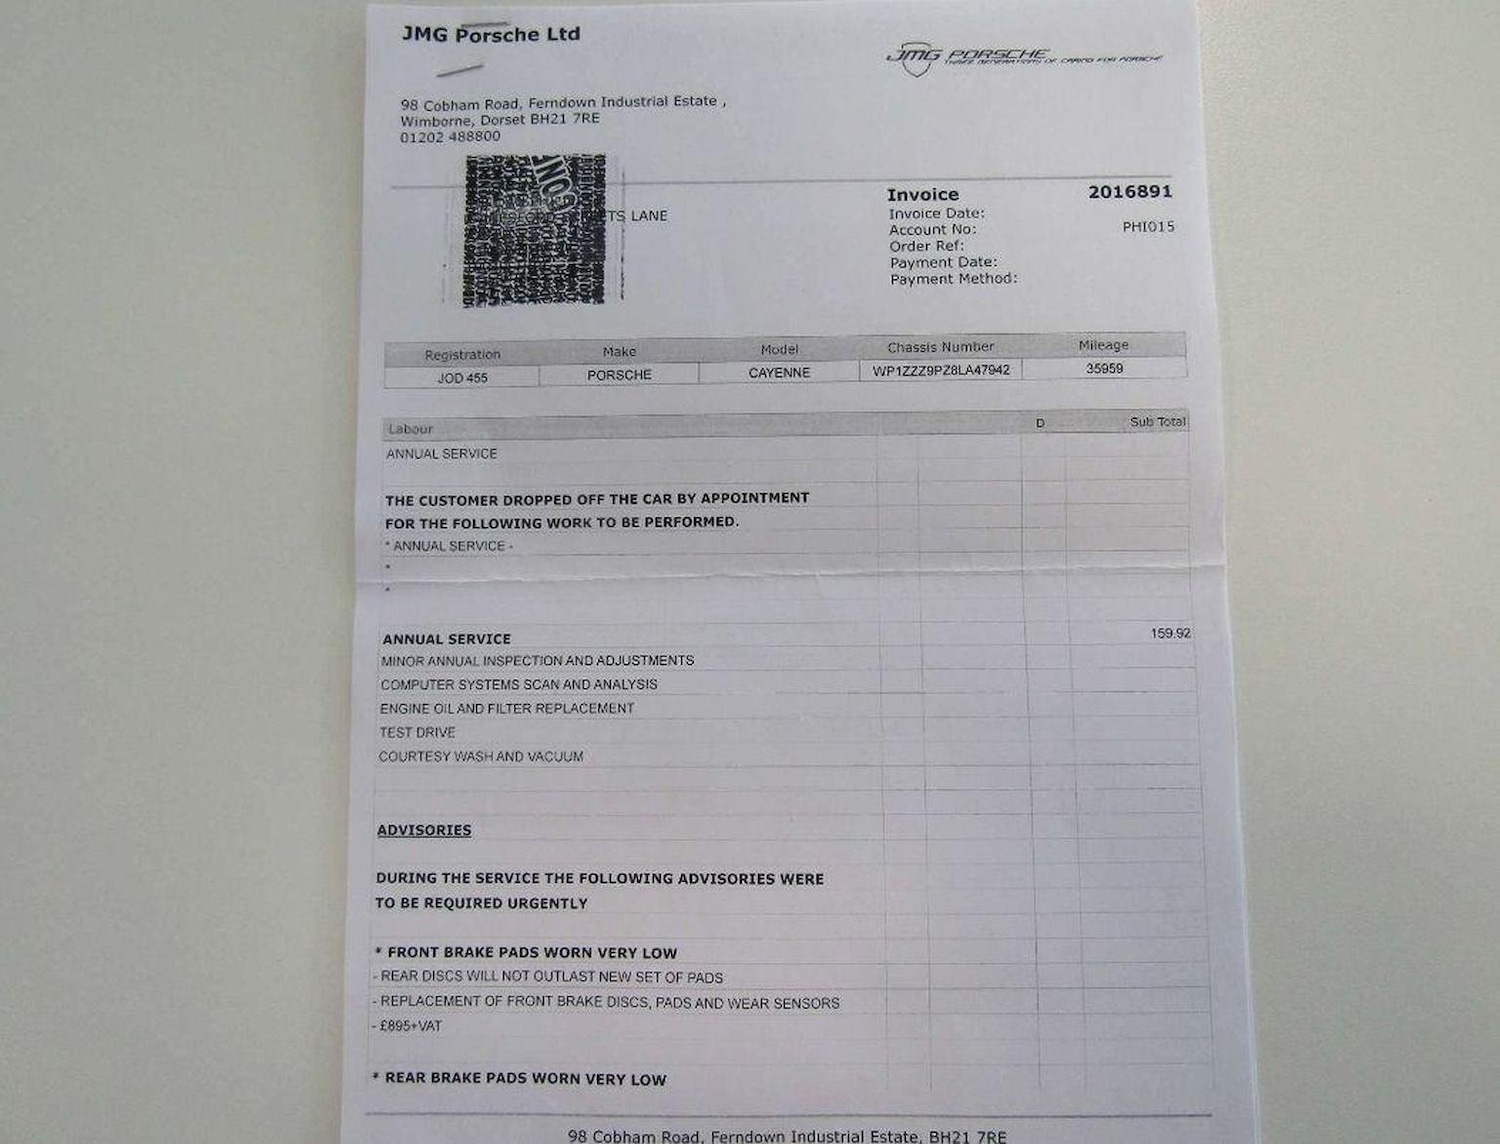 JMG Porsche Ltd
JMG PORSCHE
THREE GENERATIONS OF CARING FOR PORSCHE
98 Cobham Road, Ferndown Industrial Estate ,
Wimborne, Dorset BH21 7RE
01202 488800
TS LANE
Invoice 2016891
Invoice Date:
Account No: PHI015
Order Ref:
Payment Date:
Payment Method:
Registration Make Model Chassis Number Mileage
JOD 455 PORSCHE CAYENNE WP1ZZZ9PZ8LA47942 35959
Labour D Sub Total
ANNUAL SERVICE
THE CUSTOMER DROPPED OFF THE CAR BY APPOINTMENT
FOR THE FOLLOWING WORK TO BE PERFORMED.
* ANNUAL SERVICE -
*
*
ANNUAL SERVICE 159.92
MINOR ANNUAL INSPECTION AND ADJUSTMENTS
COMPUTER SYSTEMS SCAN AND ANALYSIS
ENGINE OIL AND FILTER REPLACEMENT
TEST DRIVE
COURTESY WASH AND VACUUM
ADVISORIES
DURING THE SERVICE THE FOLLOWING ADVISORIES WERE
TO BE REQUIRED URGENTLY
* FRONT BRAKE PADS WORN VERY LOW
- REAR DISCS WILL NOT OUTLAST NEW SET OF PADS
- REPLACEMENT OF FRONT BRAKE DISCS, PADS AND WEAR SENSORS
- £895+VAT
* REAR BRAKE PADS WORN VERY LOW
98 Cobham Road, Ferndown Industrial Estate, BH21 7RE